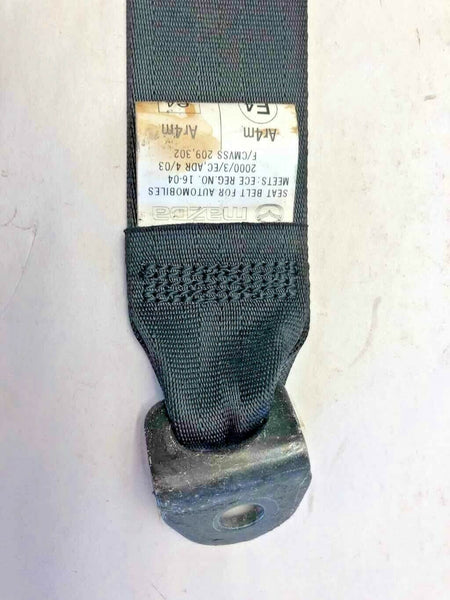 mazda
SEAT BELT FOR AUTOMOBILES
MEETS:ECE REG.NO. 16-04
2000/3/EC,ADR 4/03
F/CMVSS 209,302
Ar4m Ar4m
E4